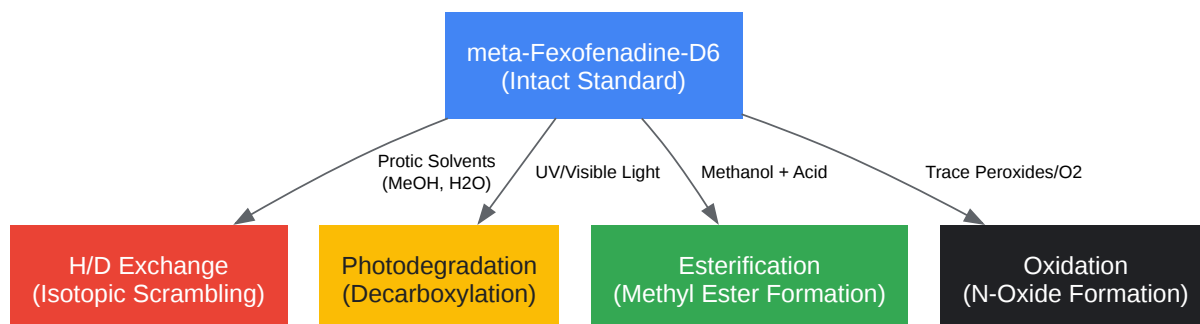 meta-Fexofenadine-D6
(Intact Standard)
Protic Solvents
(MeOH, H2O)
UV/Visible Light
Methanol + Acid
Trace Peroxides/O2
H/D Exchange
(Isotopic Scrambling)
Photodegradation
(Decarboxylation)
Esterification
(Methyl Ester Formation)
Oxidation
(N-Oxide Formation)